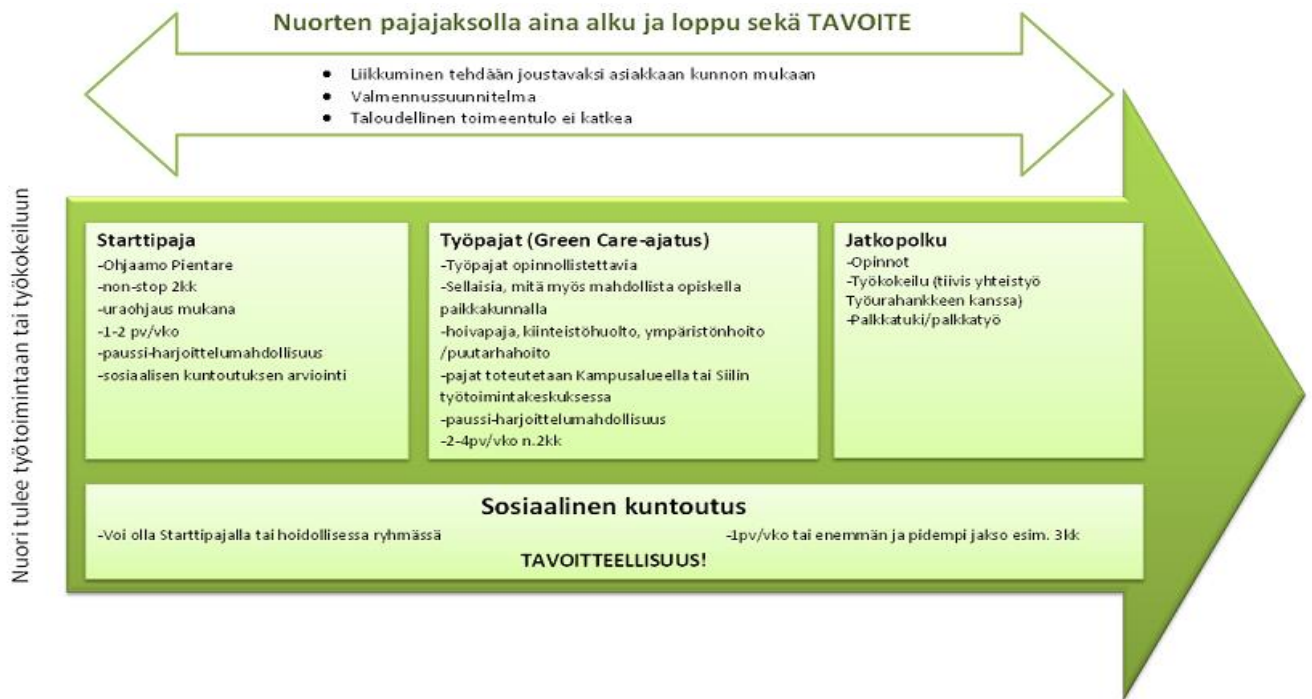 Nuorten pajajaksolla aina alku ja loppu sekä TAVOITE
• Liikkuminen tehdään joustavaksi asiakkaan kunnon mukaan
• Valmennussuunnitelma
• Taloudellinen toimeentulo ei katkea
Nuori tulee työtoimintaan tai työkokeiluun
Starttipaja
-Ohjaamo Pientare
-non-stop 2kk
-uraohjaus mukana
-1-2 pv/vko
-paussi-harjoittelumahdollisuus
-sosiaalisen kuntoutuksen arviointi
Työpajat (Green Care-ajatus)
-Työpajat opinnollistettavia
-Sellaisia, mitä myös mahdollista opiskella
paikkakunnalla
-hoivapaja, kiinteistöhuolto, ympäristönhoito
/puutarhahoito
-pajat toteutetaan Kampusalueella tai Siilin
työtoimintakeskuksessa
-paussi-harjoittelumahdollisuus
-2-4pv/vko n.2kk
Jatkopolku
-Opinnot
-Työkokeilu (tiivis yhteistyö
Työurahankkeen kanssa)
-Palkkatuki/palkkatyö
Sosiaalinen kuntoutus
-Voi olla Starttipajalla tai hoidollisessa ryhmässä
-1pv/vko tai enemmän ja pidempi jakso esim. 3kk
TAVOITTEELLISUUS!